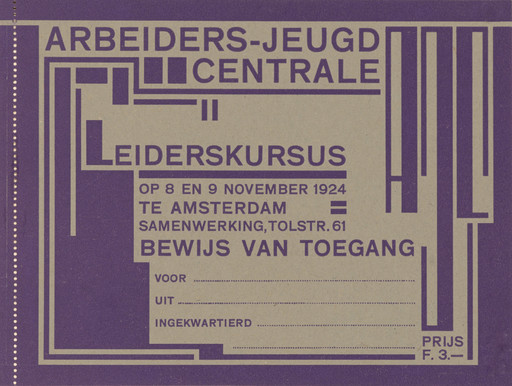 ARBEIDERS-JEUGD
CENTRALE
LEIDERSKURSUS
OP 8 EN 9 NOVEMBER 1924
TE AMSTERDAM
SAMENWERKING, TOLSTR. 61
BEWIJS VAN TOEGANG
VOOR
UIT
INGEKWARTIERD
PRIJS
F. 3.—